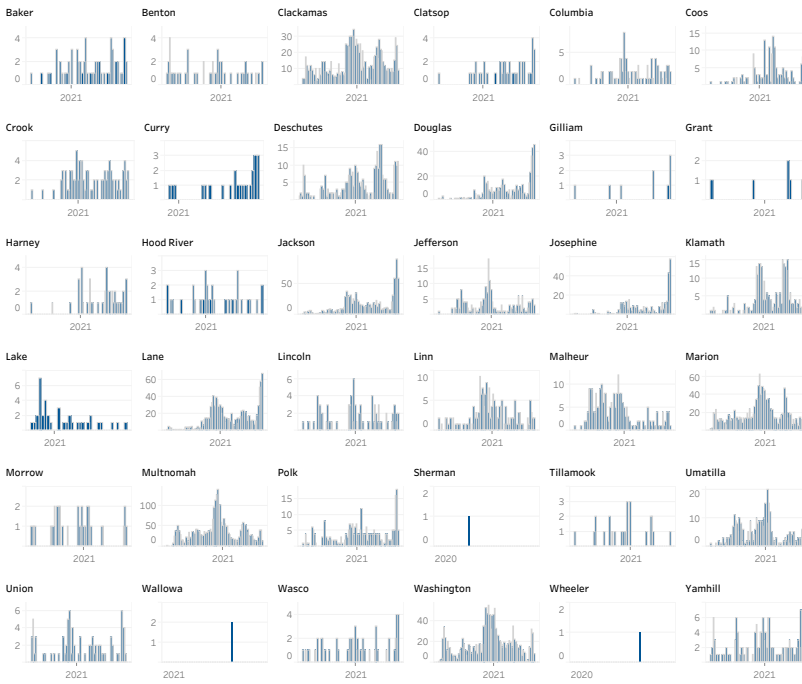 Baker Benton Clackamas Clatsop Columbia Coos
4 2 0 4 2 0 30 20 10 4 2 0 5 0 15 10 5 0
2021 2021 2021 2021 2021 2021
Crook Curry Deschutes Douglas Gilliam Grant
4 2 3 2 1 15 10 5 40 20 0 3 2 1 2 1
2021 2021 2021 2021 2021 2021
Harney Hood River Jackson Jefferson Josephine Klamath
4 2 0 3 2 1 50 0 15 10 5 40 20 15 10 5
2021 2021 2021 2021 2021 2021
Lake Lane Lincoln Linn Malheur Marion
6 4 2 0 60 40 20 6 4 2 10 5 0 10 5 0 60 40 20 0
2021 2021 2021 2021 2021 2021
Morrow Multnomah Polk Sherman Tillamook Umatilla
2 1 0 100 50 0 15 10 5 2 1 0 3 2 1 20 10 0
2021 2021 2021 2020 2021 2021
Union Wallowa Wasco Washington Wheeler Yamhill
6 4 2 0 2 1 4 2 0 40 20 0 2 1 0 6 4 2 0
2021 2021 2021 2021 2020 2021